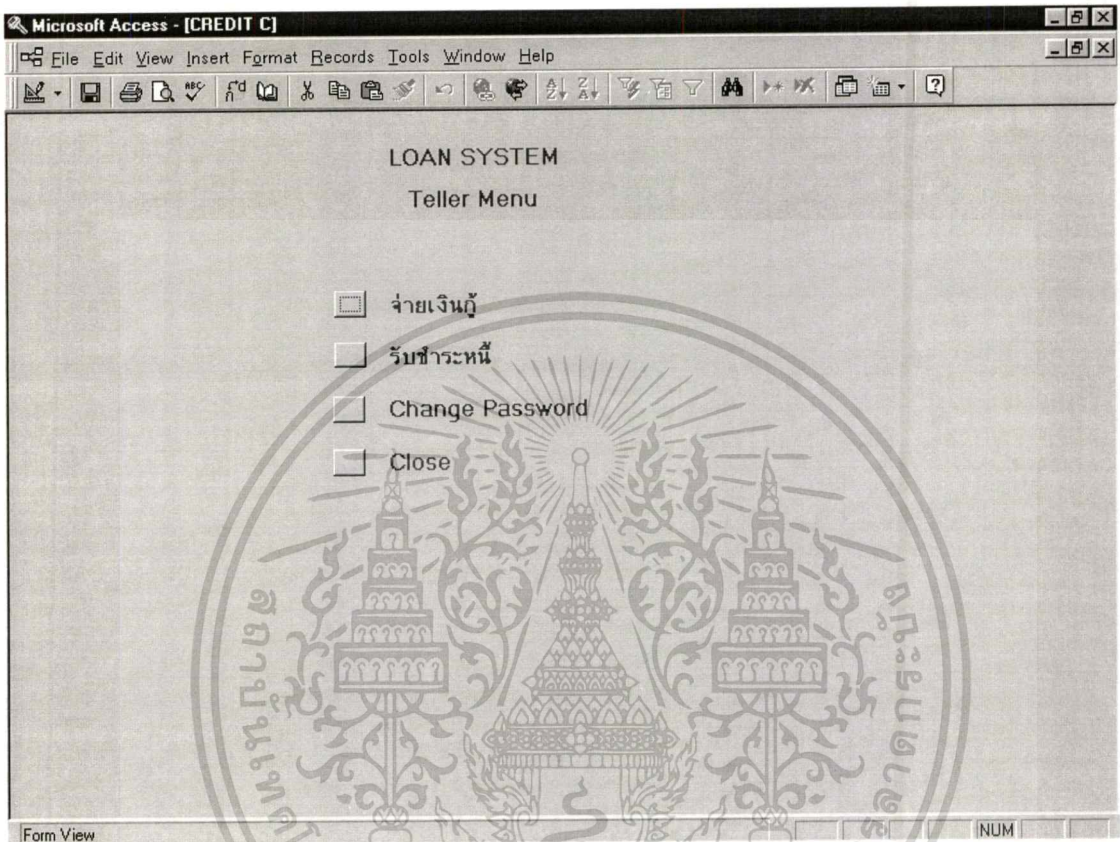 Microsoft Access - [CREDIT C]
File Edit View Insert Format Records Tools Window Help
LOAN SYSTEM
Teller Menu
จ่ายเงินกู้
รับชำระหนี้
Change Password
Close
Form View NUM